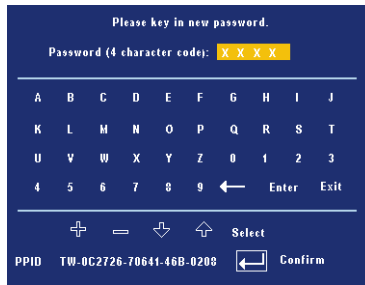 Please key in new password.
Password (4 character code): X X X X
A B C D E F G H I J
K L M N O P Q R S T
U V W X Y Z 0 1 2 3
4 5 6 7 8 9 Enter Exit
Select
PPID TW-0C2726-70641-46B-0208 Confirm